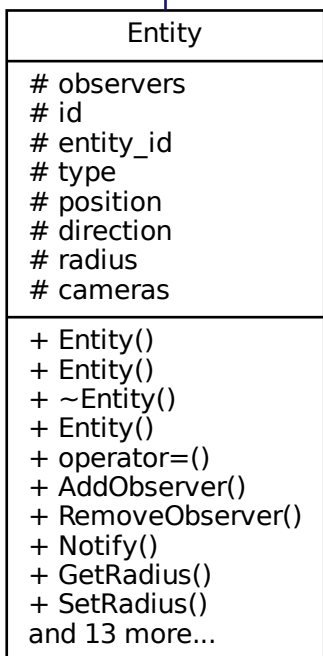 Entity
# observers
# id
# entity_id
# type
# position
# direction
# radius
# cameras
+ Entity()
+ Entity()
+ ~Entity()
+ Entity()
+ operator=()
+ AddObserver()
+ RemoveObserver()
+ Notify()
+ GetRadius()
+ SetRadius()
and 13 more...